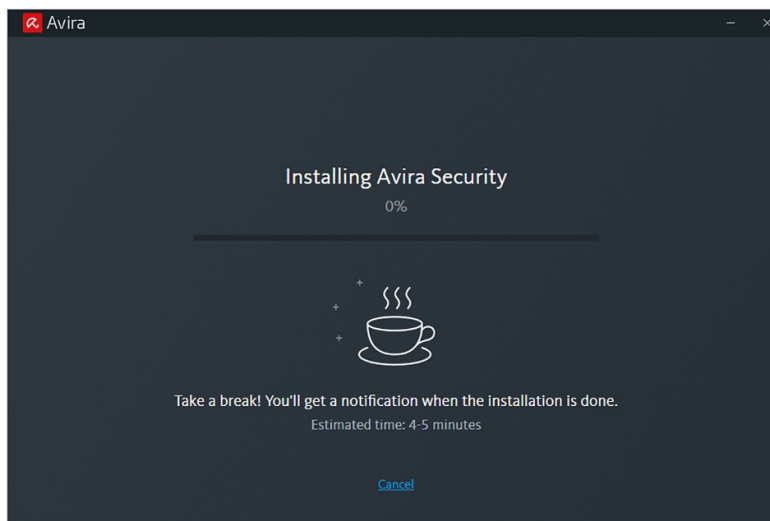 Avira
Installing Avira Security
0%
Take a break! You'll get a notification when the installation is done.
Estimated time: 4-5 minutes
Cancel